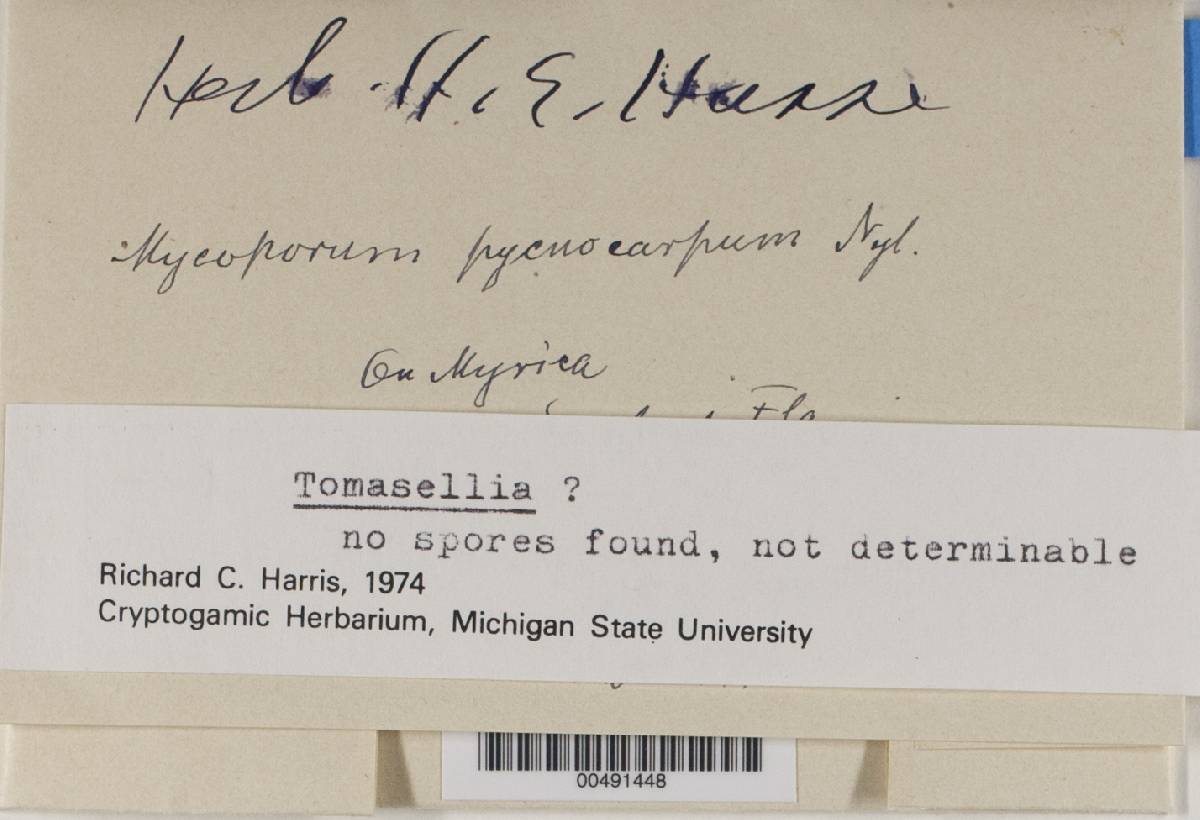 Herb. H. E. Hasse
Mycoporum pycnocarpum Nyl.
On Myrica
Fla
Tomasellia ?
no spores found, not determinable
Richard C. Harris, 1974
Cryptogamic Herbarium, Michigan State University
00491448